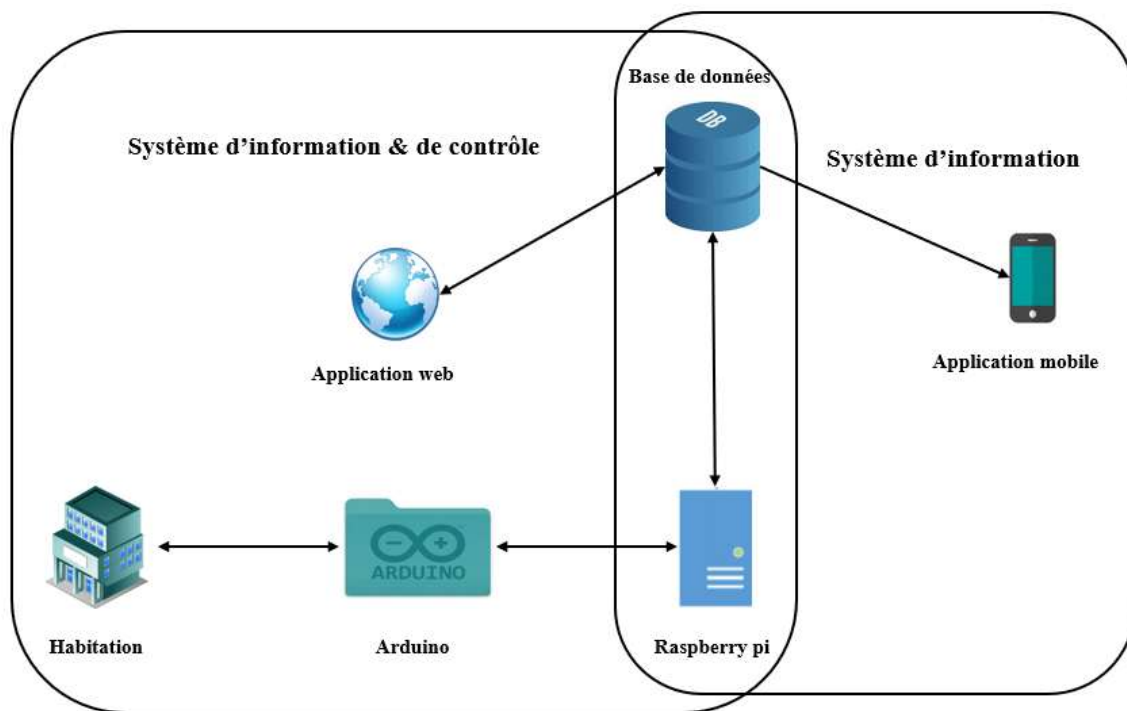 Base de données
DB
Système d’information & de contrôle
Système d’information
Application web
Application mobile
ARDUINO
Habitation
Arduino
Raspberry pi